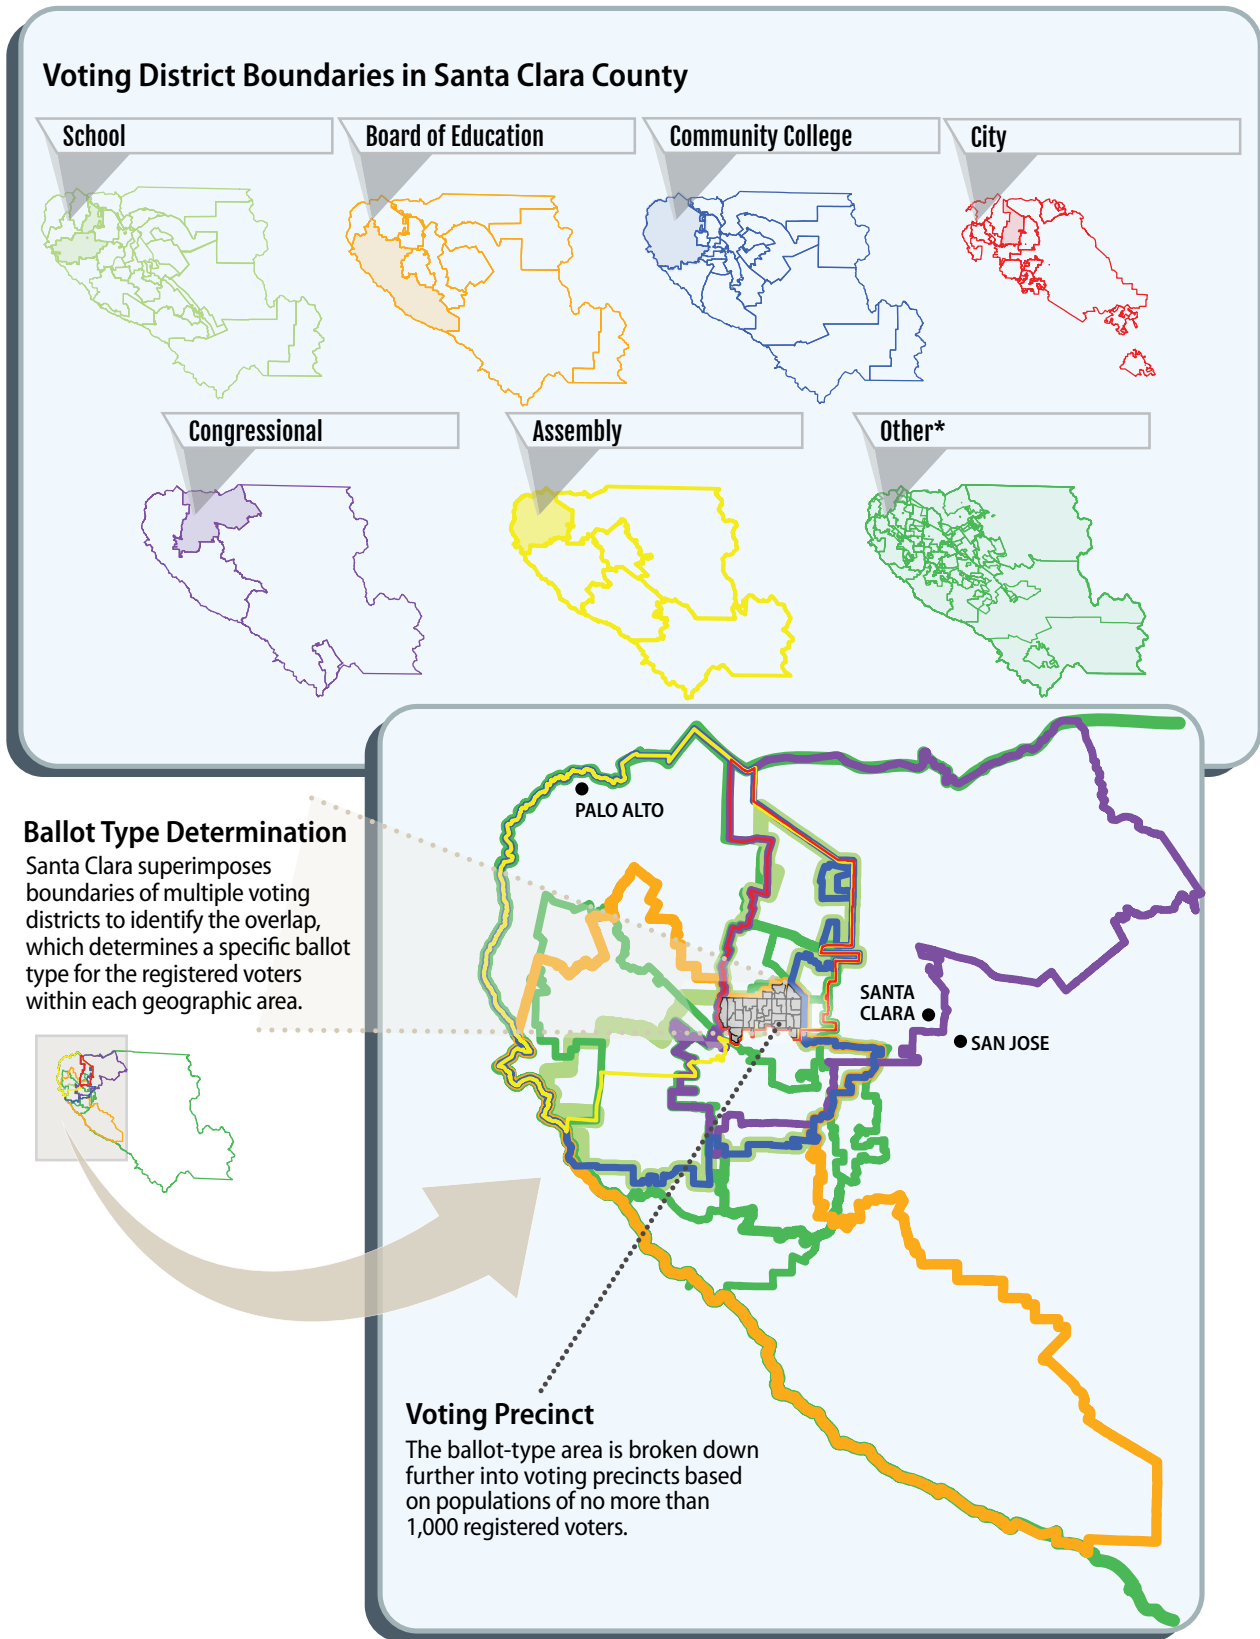 Voting District Boundaries in Santa Clara County
School
Board of Education
Community College
City
Congressional
Assembly
Other*
Ballot Type Determination
Santa Clara superimposes
boundaries of multiple voting
districts to identify the overlap,
which determines a specific ballot
type for the registered voters
within each geographic area.
PALO ALTO
SANTA
CLARA
SAN JOSE
Voting Precinct
The ballot-type area is broken down
further into voting precincts based
on populations of no more than
1,000 registered voters.